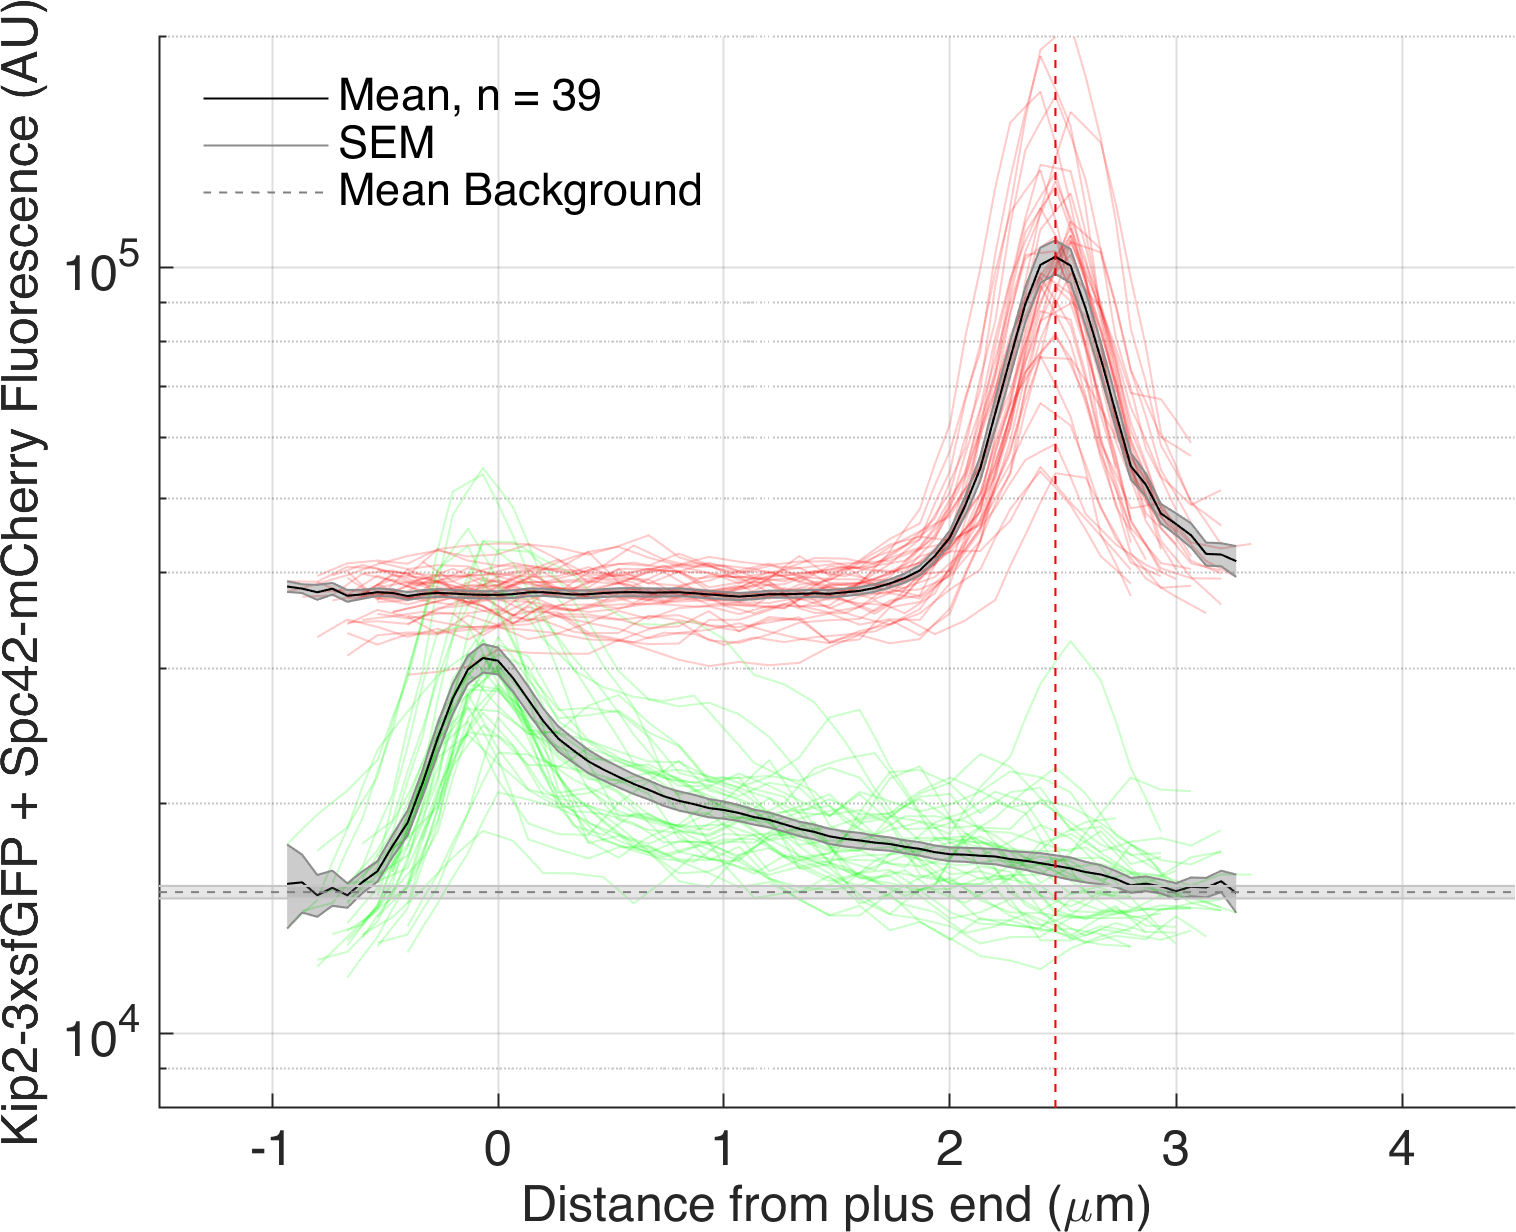 Kip2-3xsfGFP + Spc42-mCherry Fluorescence (AU)
Mean, n = 39
SEM
Mean Background
10^5
10^4
-1 0 1 2 3 4
Distance from plus end (μm)